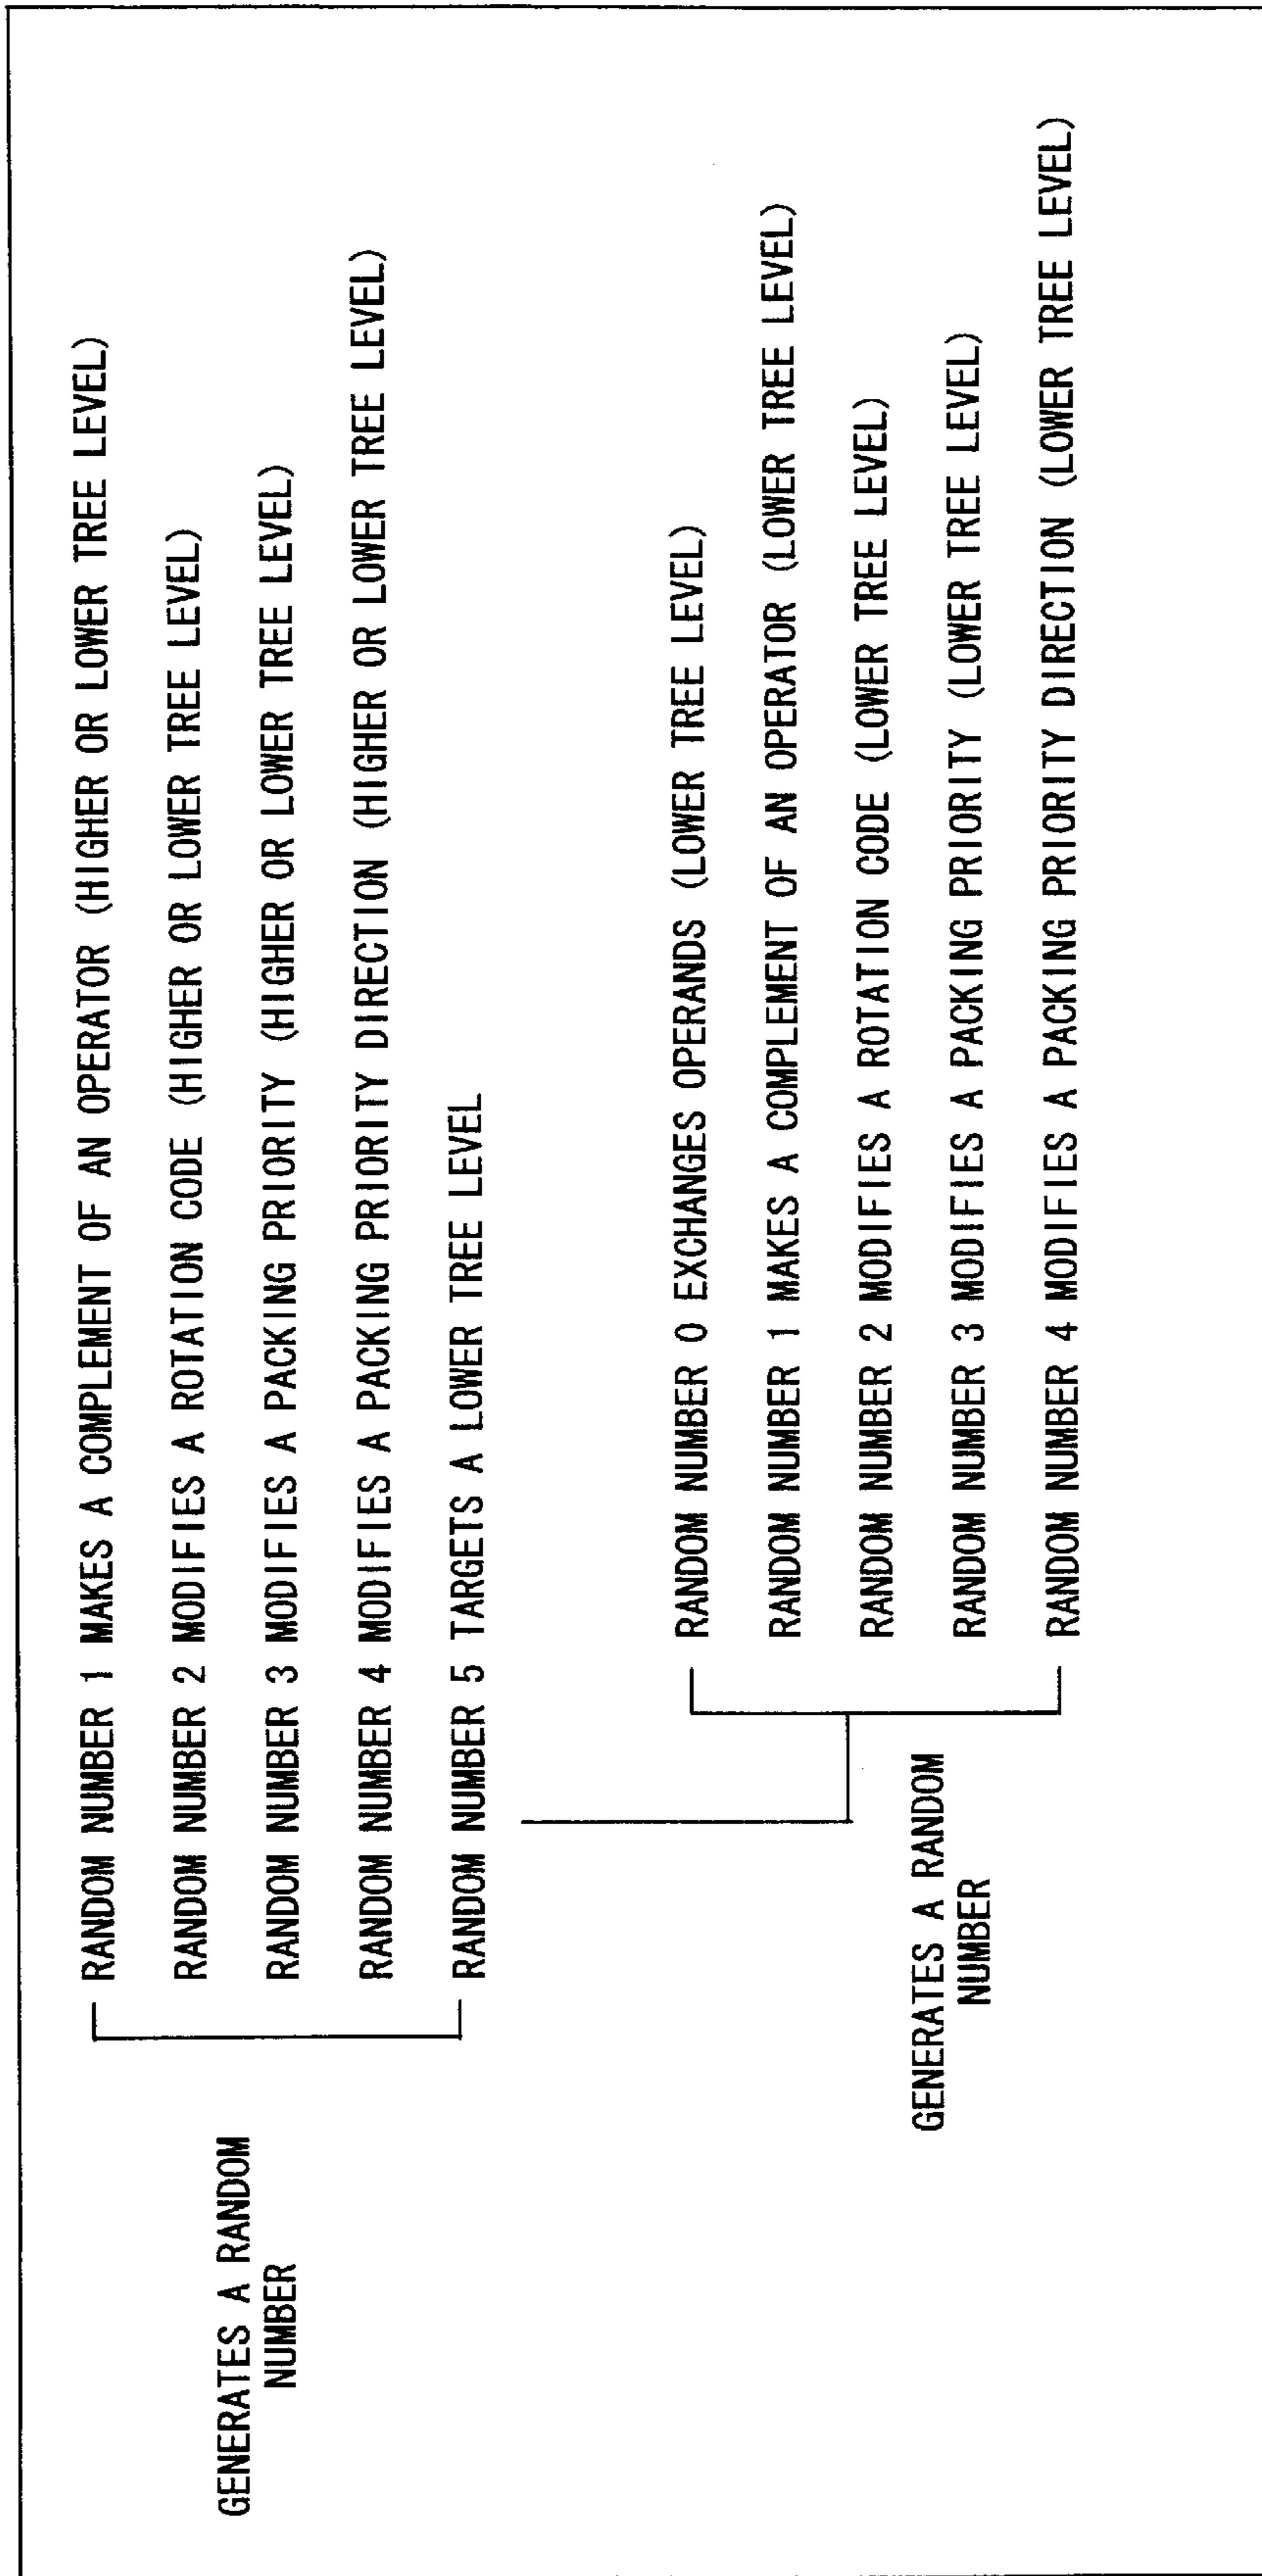 GENERATES A RANDOM
NUMBER
RANDOM NUMBER 1 MAKES A COMPLEMENT OF AN OPERATOR (HIGHER OR LOWER TREE LEVEL)
RANDOM NUMBER 2 MODIFIES A ROTATION CODE (HIGHER OR LOWER TREE LEVEL)
RANDOM NUMBER 3 MODIFIES A PACKING PRIORITY (HIGHER OR LOWER TREE LEVEL)
RANDOM NUMBER 4 MODIFIES A PACKING PRIORITY DIRECTION (HIGHER OR LOWER TREE LEVEL)
RANDOM NUMBER 5 TARGETS A LOWER TREE LEVEL
GENERATES A RANDOM
NUMBER
RANDOM NUMBER 0 EXCHANGES OPERANDS (LOWER TREE LEVEL)
RANDOM NUMBER 1 MAKES A COMPLEMENT OF AN OPERATOR (LOWER TREE LEVEL)
RANDOM NUMBER 2 MODIFIES A ROTATION CODE (LOWER TREE LEVEL)
RANDOM NUMBER 3 MODIFIES A PACKING PRIORITY (LOWER TREE LEVEL)
RANDOM NUMBER 4 MODIFIES A PACKING PRIORITY DIRECTION (LOWER TREE LEVEL)